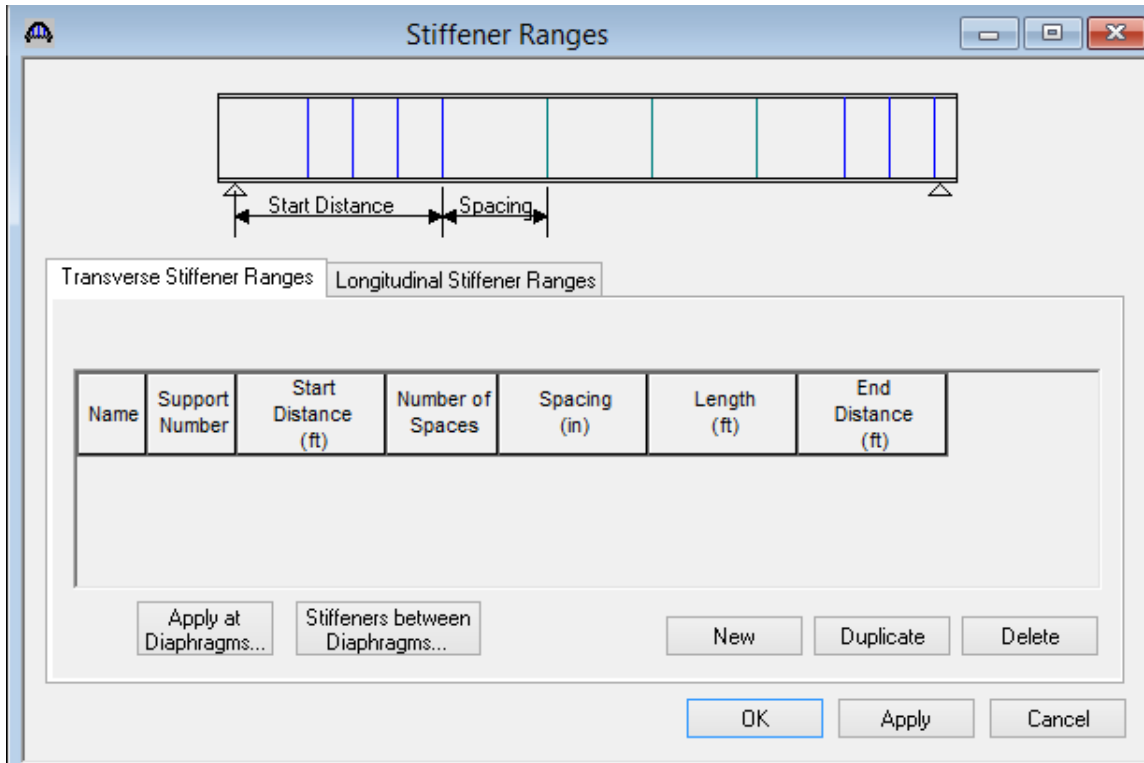 Stiffener Ranges
Start Distance
Spacing
Transverse Stiffener Ranges
Longitudinal Stiffener Ranges
Name
Support
Number
Start
Distance
(ft)
Number of
Spaces
Spacing
(in)
Length
(ft)
End
Distance
(ft)
Apply at
Diaphragms...
Stiffeners between
Diaphragms...
New
Duplicate
Delete
OK
Apply
Cancel